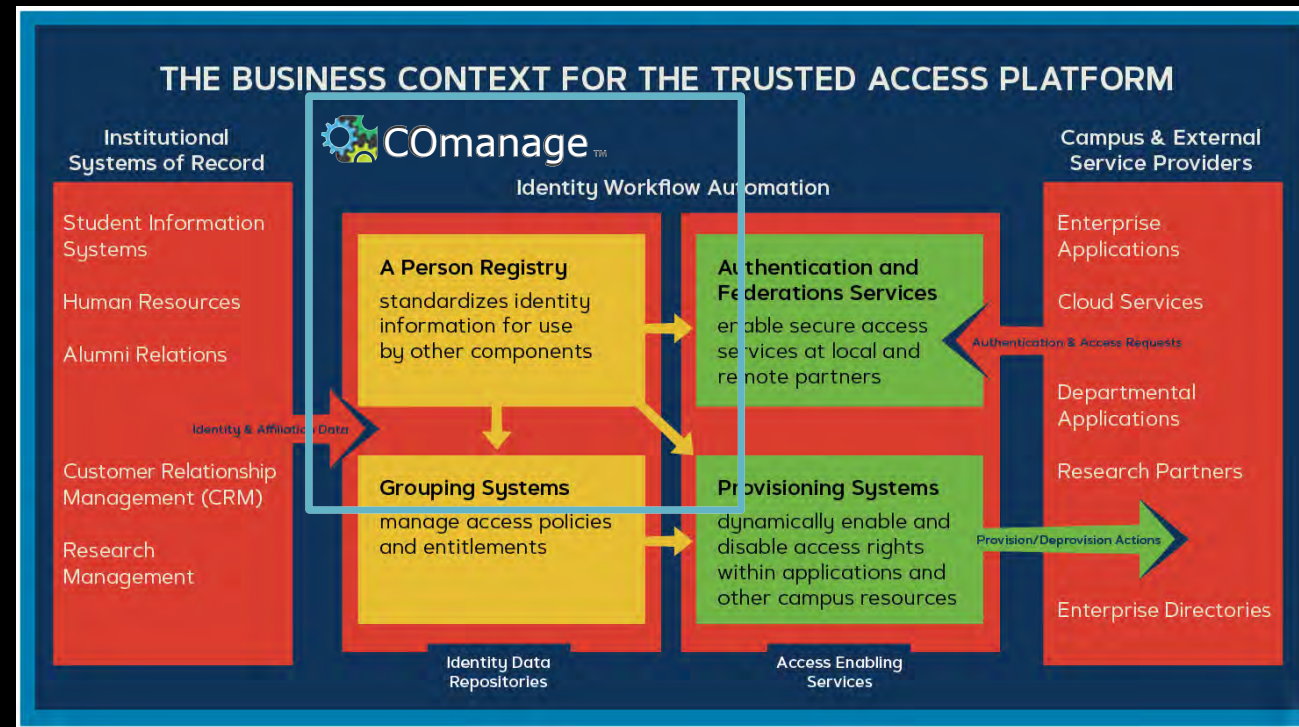 THE BUSINESS CONTEXT FOR THE TRUSTED ACCESS PLATFORM
Institutional
Systems of Record
Student Information
Systems
Human Resources
Alumni Relations
Identity & Affiliation Data
Customer Relationship
Management (CRM)
Research
Management
COmanage TM
Identity Workflow Automation
A Person Registry
standardizes identity
information for use
by other components
Grouping Systems
manage access policies
and entitlements
Identity Data
Repositories
Authentication and
Federations Services
enable secure access
services at local and
remote partners
Provisioning Systems
dynamically enable and
disable access rights
within applications and
other campus resources
Access Enabling
Services
Campus & External
Service Providers
Enterprise
Applications
Cloud Services
Authentication & Access Requests
Departmental
Applications
Research Partners
Provision/Deprovision Actions
Enterprise Directories